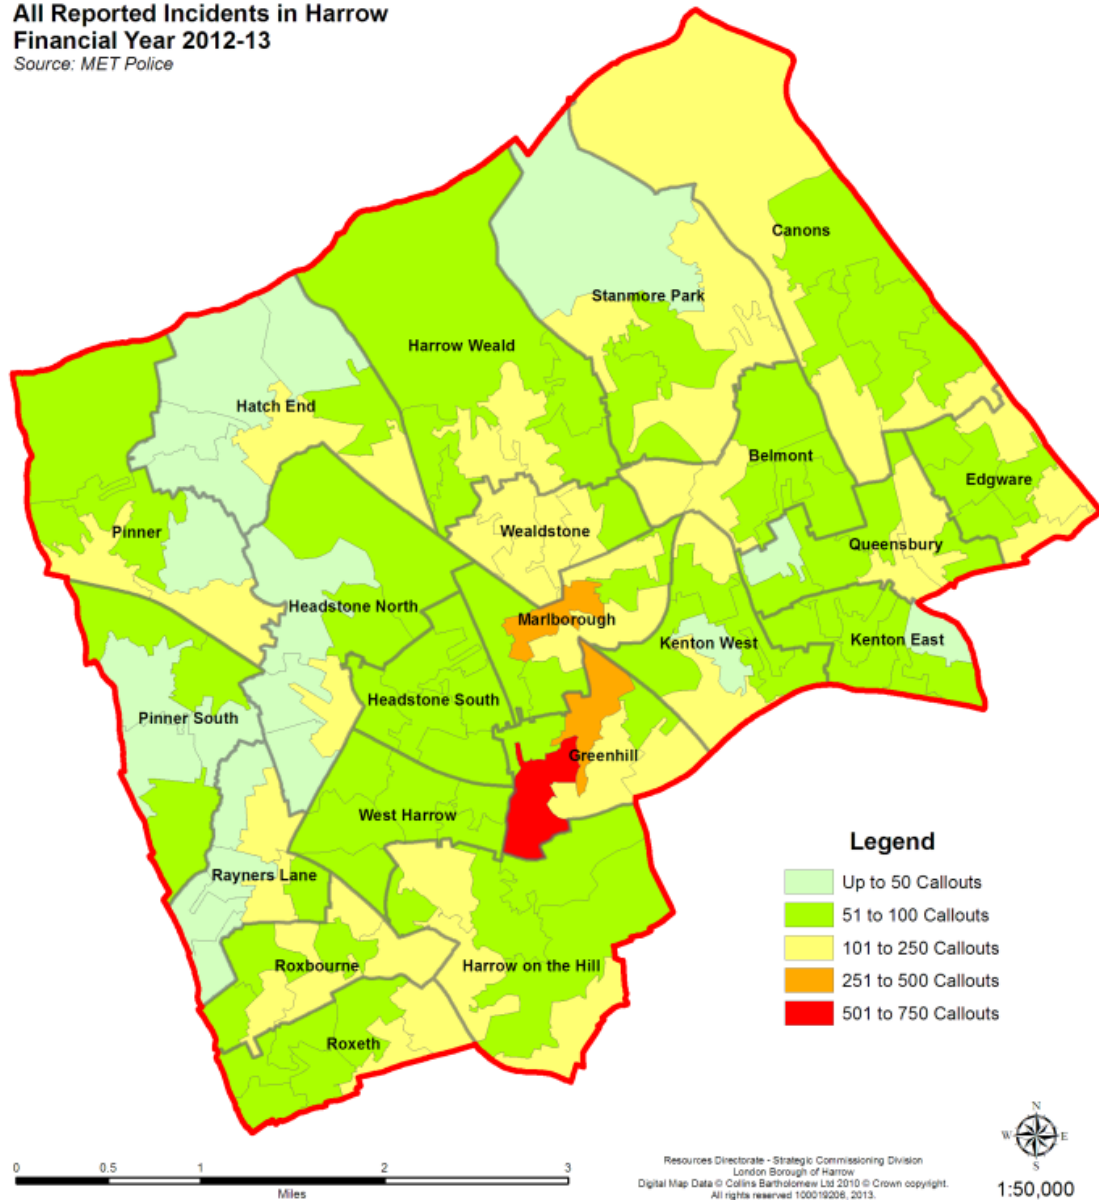 All Reported Incidents in Harrow
Financial Year 2012-13
Source: MET Police
Canons
Stanmore Park
Harrow Weald
Hatch End
Belmont
Edgware
Pinner
Wealdstone
Queensbury
Headstone North
Marlborough
Kenton West
Kenton East
Headstone South
Pinner South
Greenhill
West Harrow
Rayners Lane
Roxbourne
Harrow on the Hill
Roxeth
Legend
Up to 50 Callouts
51 to 100 Callouts
101 to 250 Callouts
251 to 500 Callouts
501 to 750 Callouts
N
W E
S
0 0.5 1 2 3
Miles
Resources Directorate - Strategic Commissioning Division
London Borough of Harrow
Digital Map Data © Collins Bartholomew Ltd 2010 © Crown copyright.
All rights reserved 100019206, 2013.
1:50,000